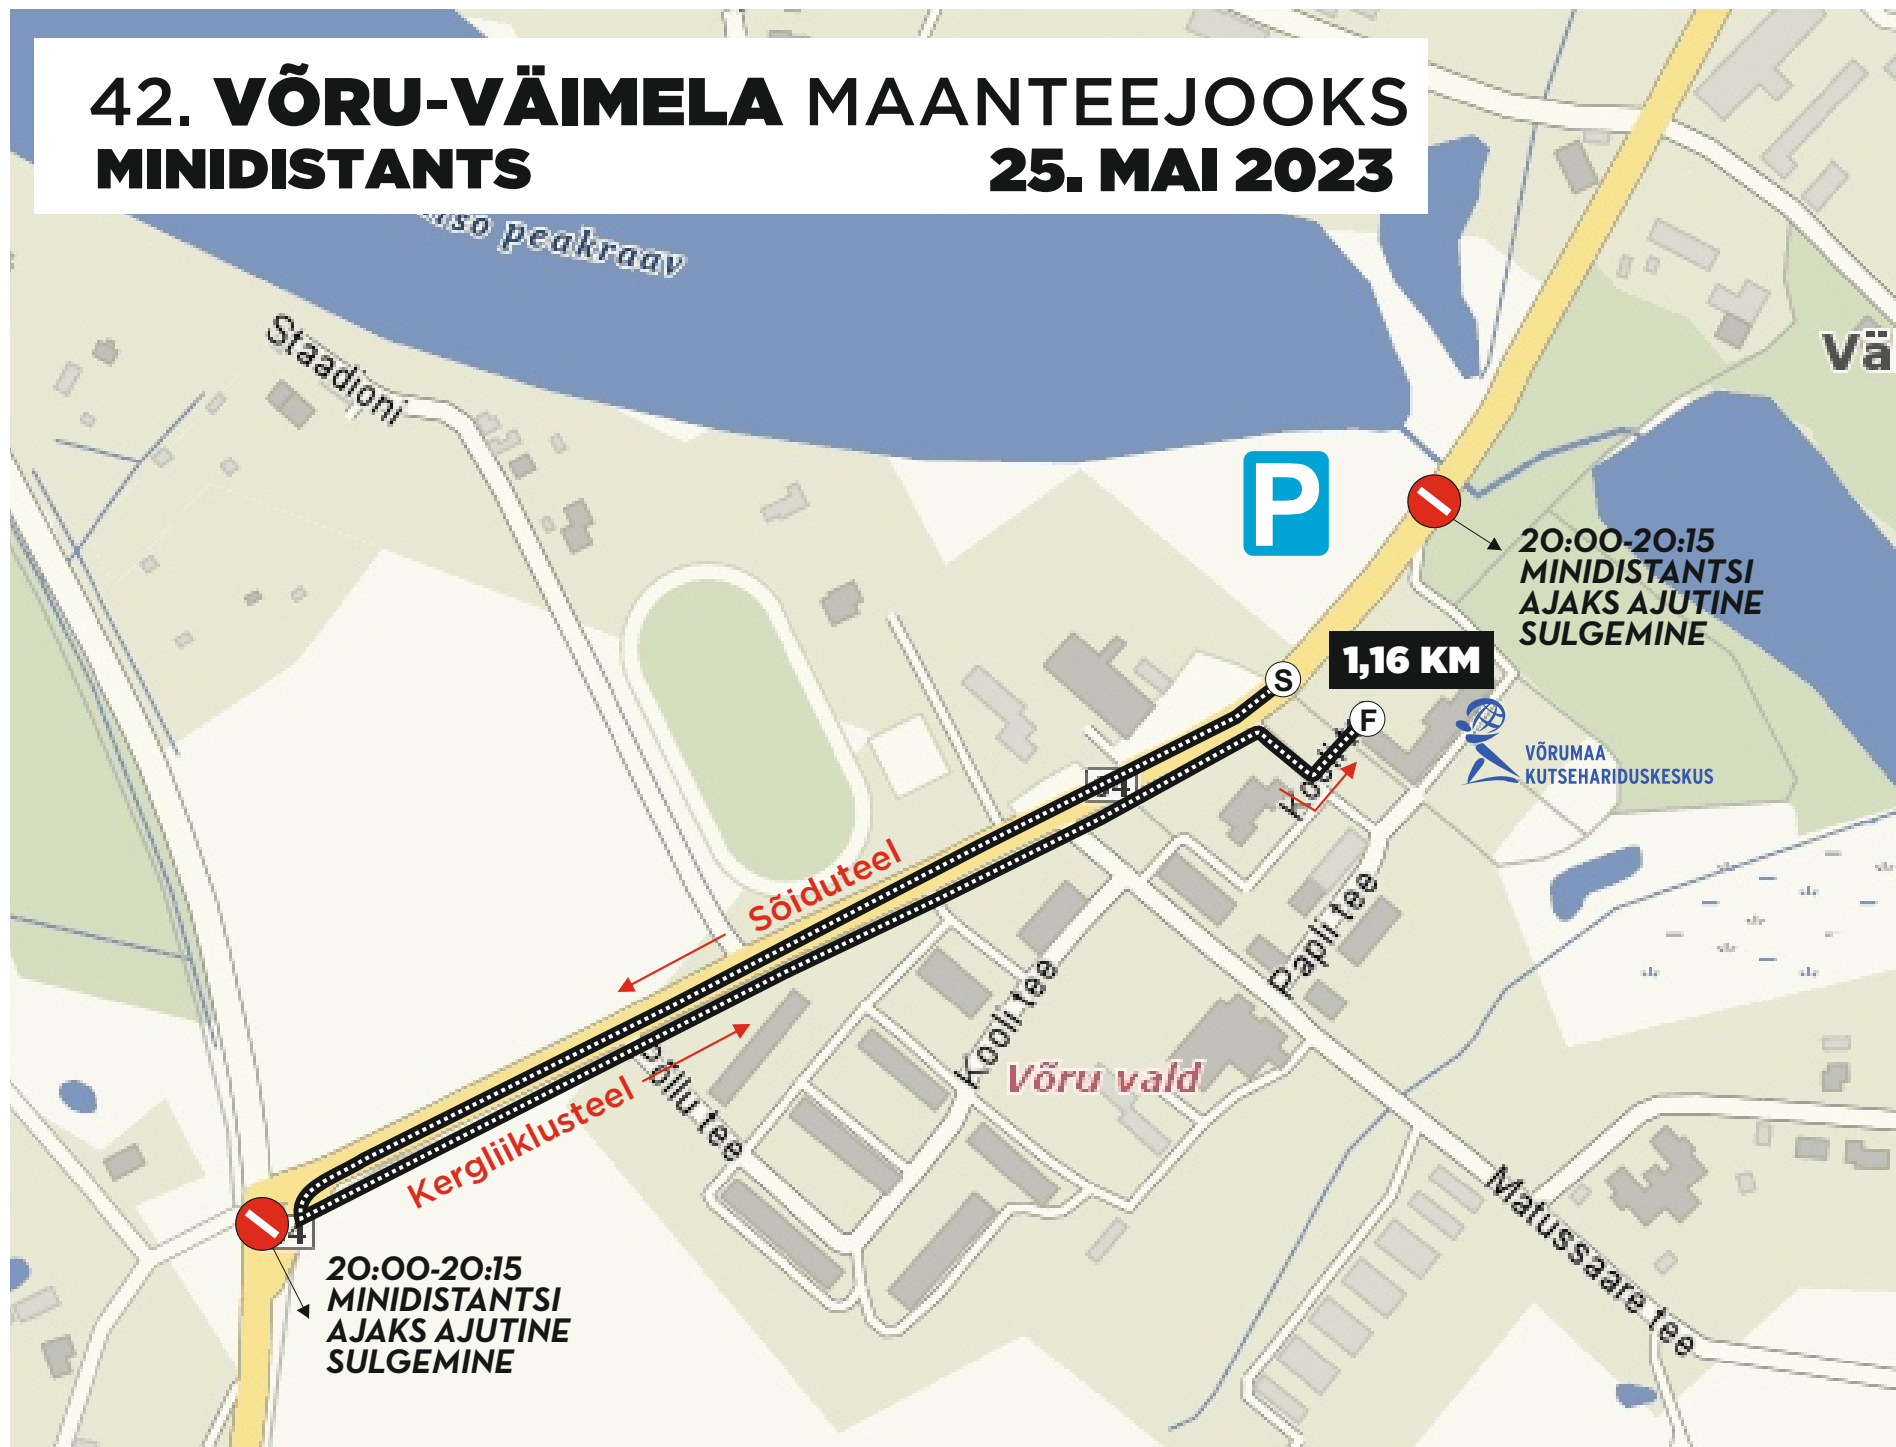 42. VÕRU-VÄIMELA MAANTEEJOOKS
MINIDISTANTS 25. MAI 2023
peakraav
Staadioni
Vä
P
20:00-20:15
MINIDISTANTSI
AJAKS AJUTINE
SULGEMINE
1,16 KM
S
F
VÕRUMAA
KUTSEHARIDUSKESKUS
Sõiduteel
Papli tee
Kooli tee
Võru vald
Põllu tee
Kergliiklusteel
Matussaare tee
20:00-20:15
MINIDISTANTSI
AJAKS AJUTINE
SULGEMINE